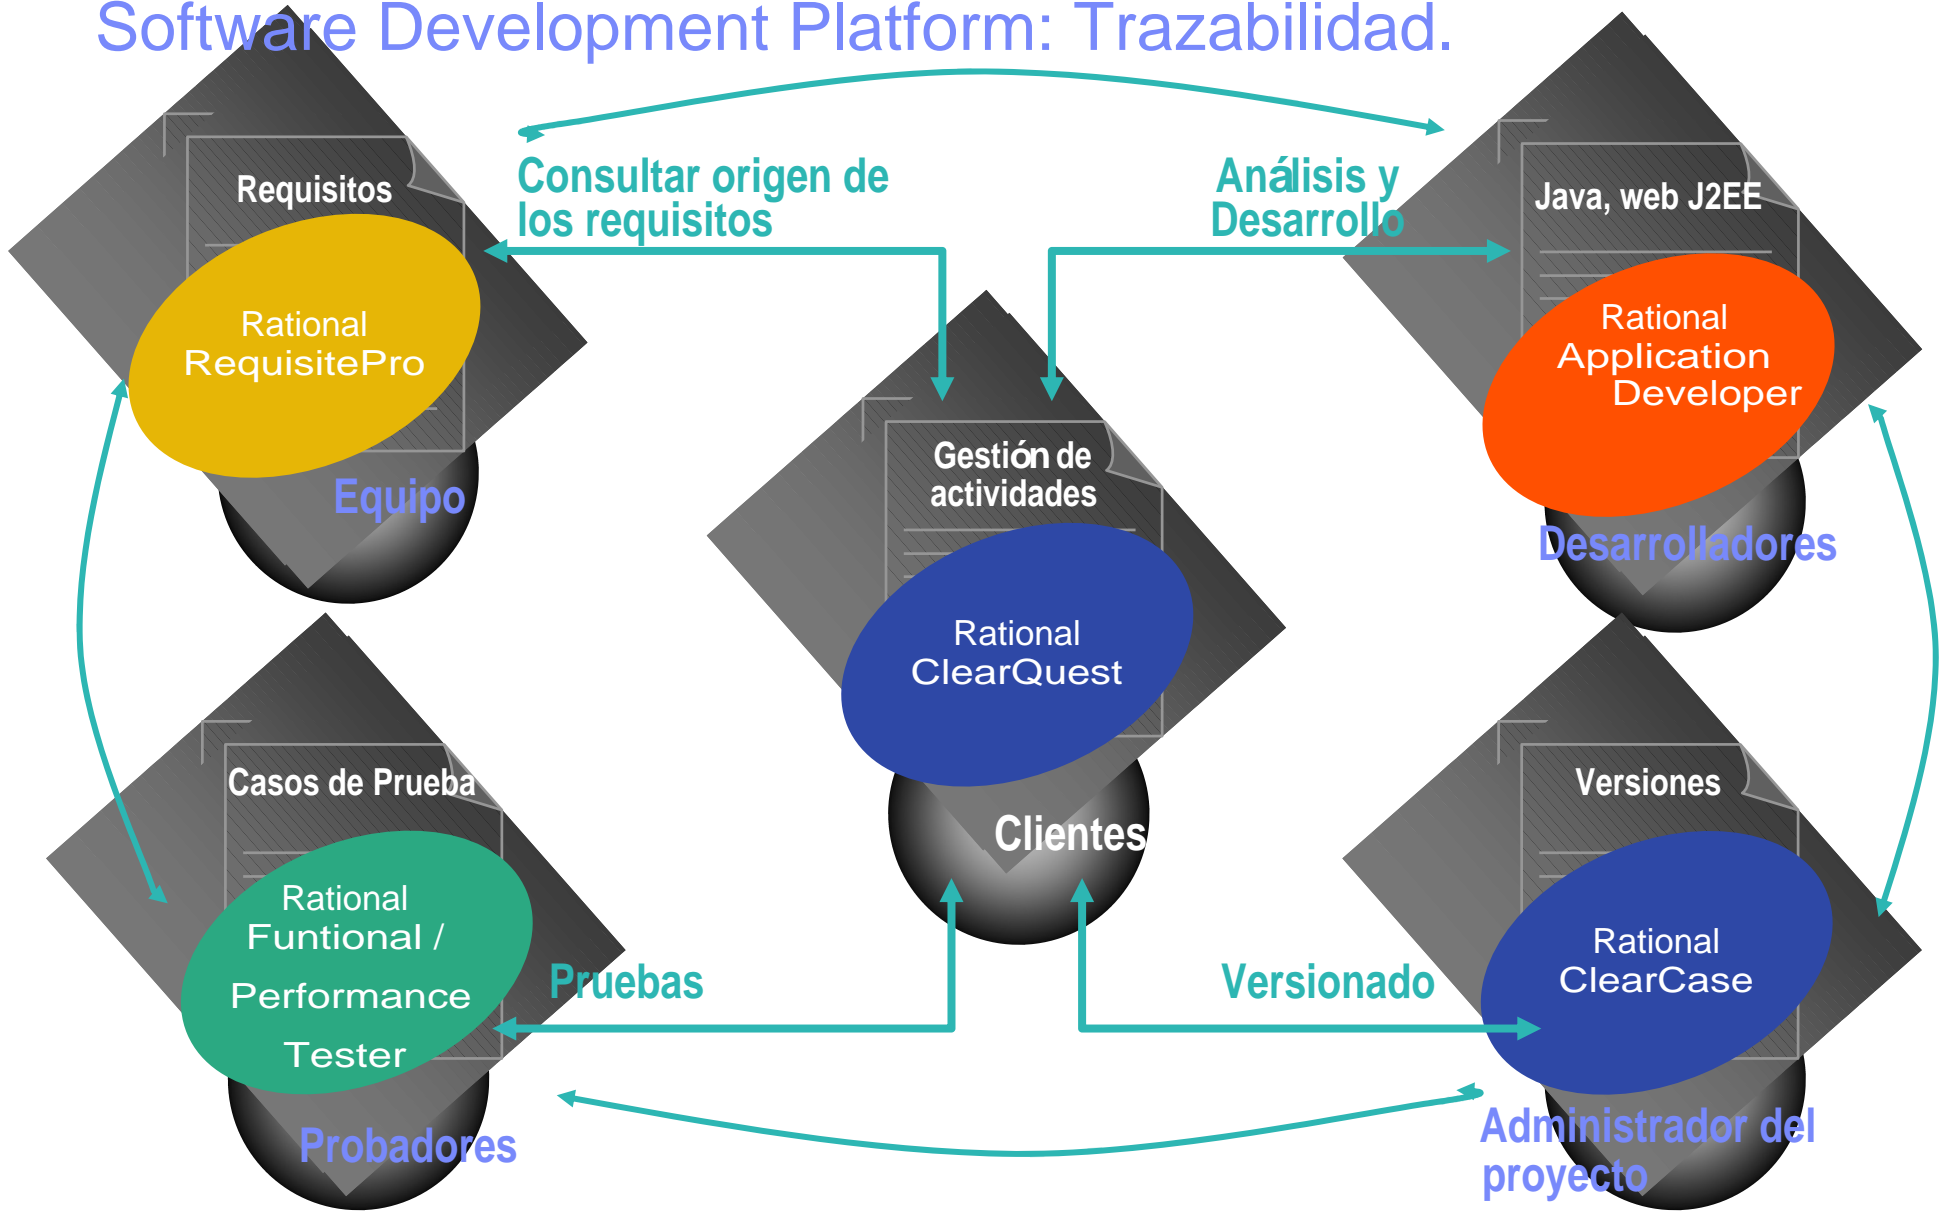 Software Development Platform: Trazabilidad.
Consultar origen de
los requisitos
Análisis y
Desarrollo
Requisitos
Rational
RequisitePro
Equipo
Java, web J2EE
Rational
Application
Developer
Desarrolladores
Gestión de
actividades
Rational
ClearQuest
Clientes
Casos de Prueba
Rational
Funtional /
Performance
Tester
Probadores
Pruebas
Versionado
Versiones
Rational
ClearCase
Administrador del
proyecto